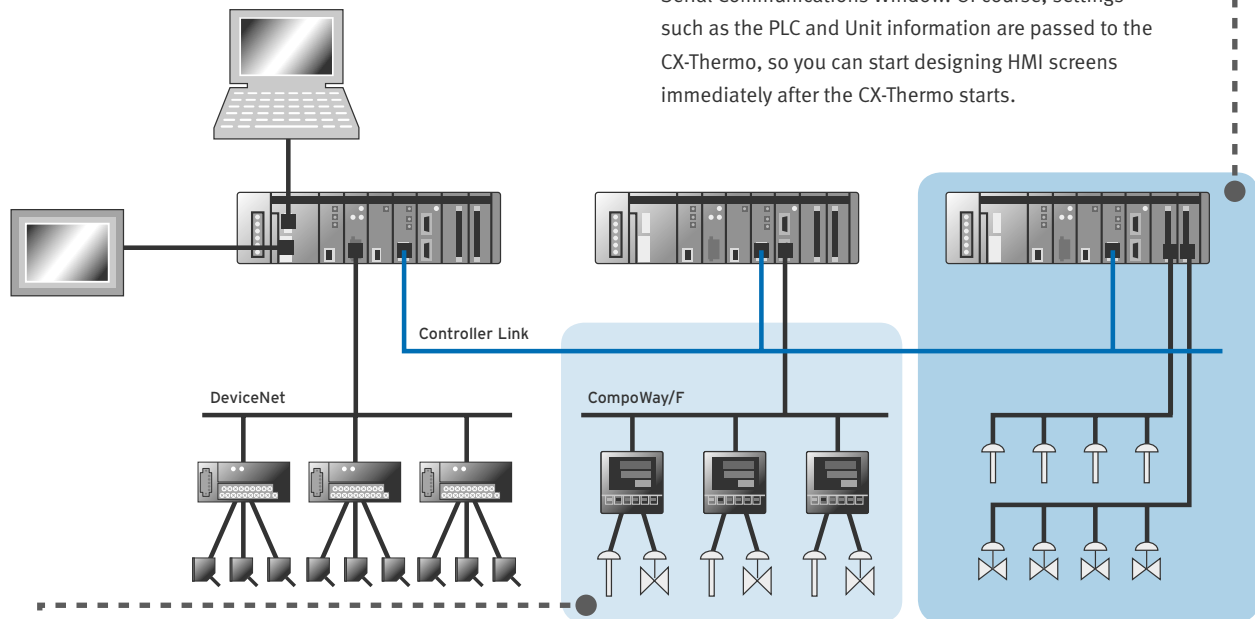 Serial Communications Window. Of course, settings
such as the PLC and Unit information are passed to the
CX-Thermo, so you can start designing HMI screens
immediately after the CX-Thermo starts.
Controller Link
DeviceNet
CompoWay/F